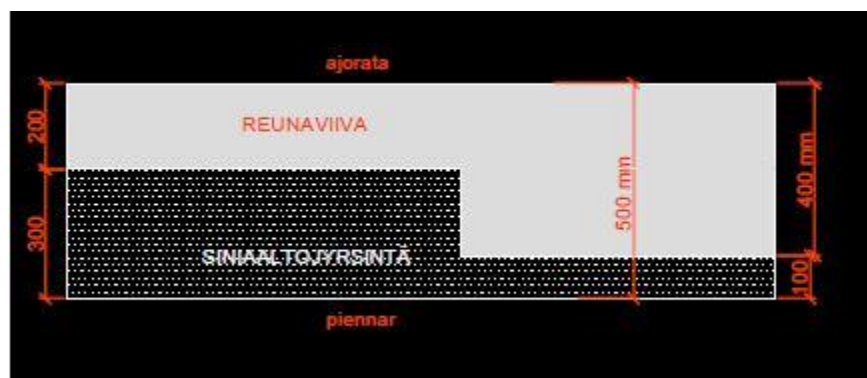 ajorata
200
REUNAVIIVA
500 mm
400 mm
300
SINIAALTOJYRSINTÄ
100
piennar